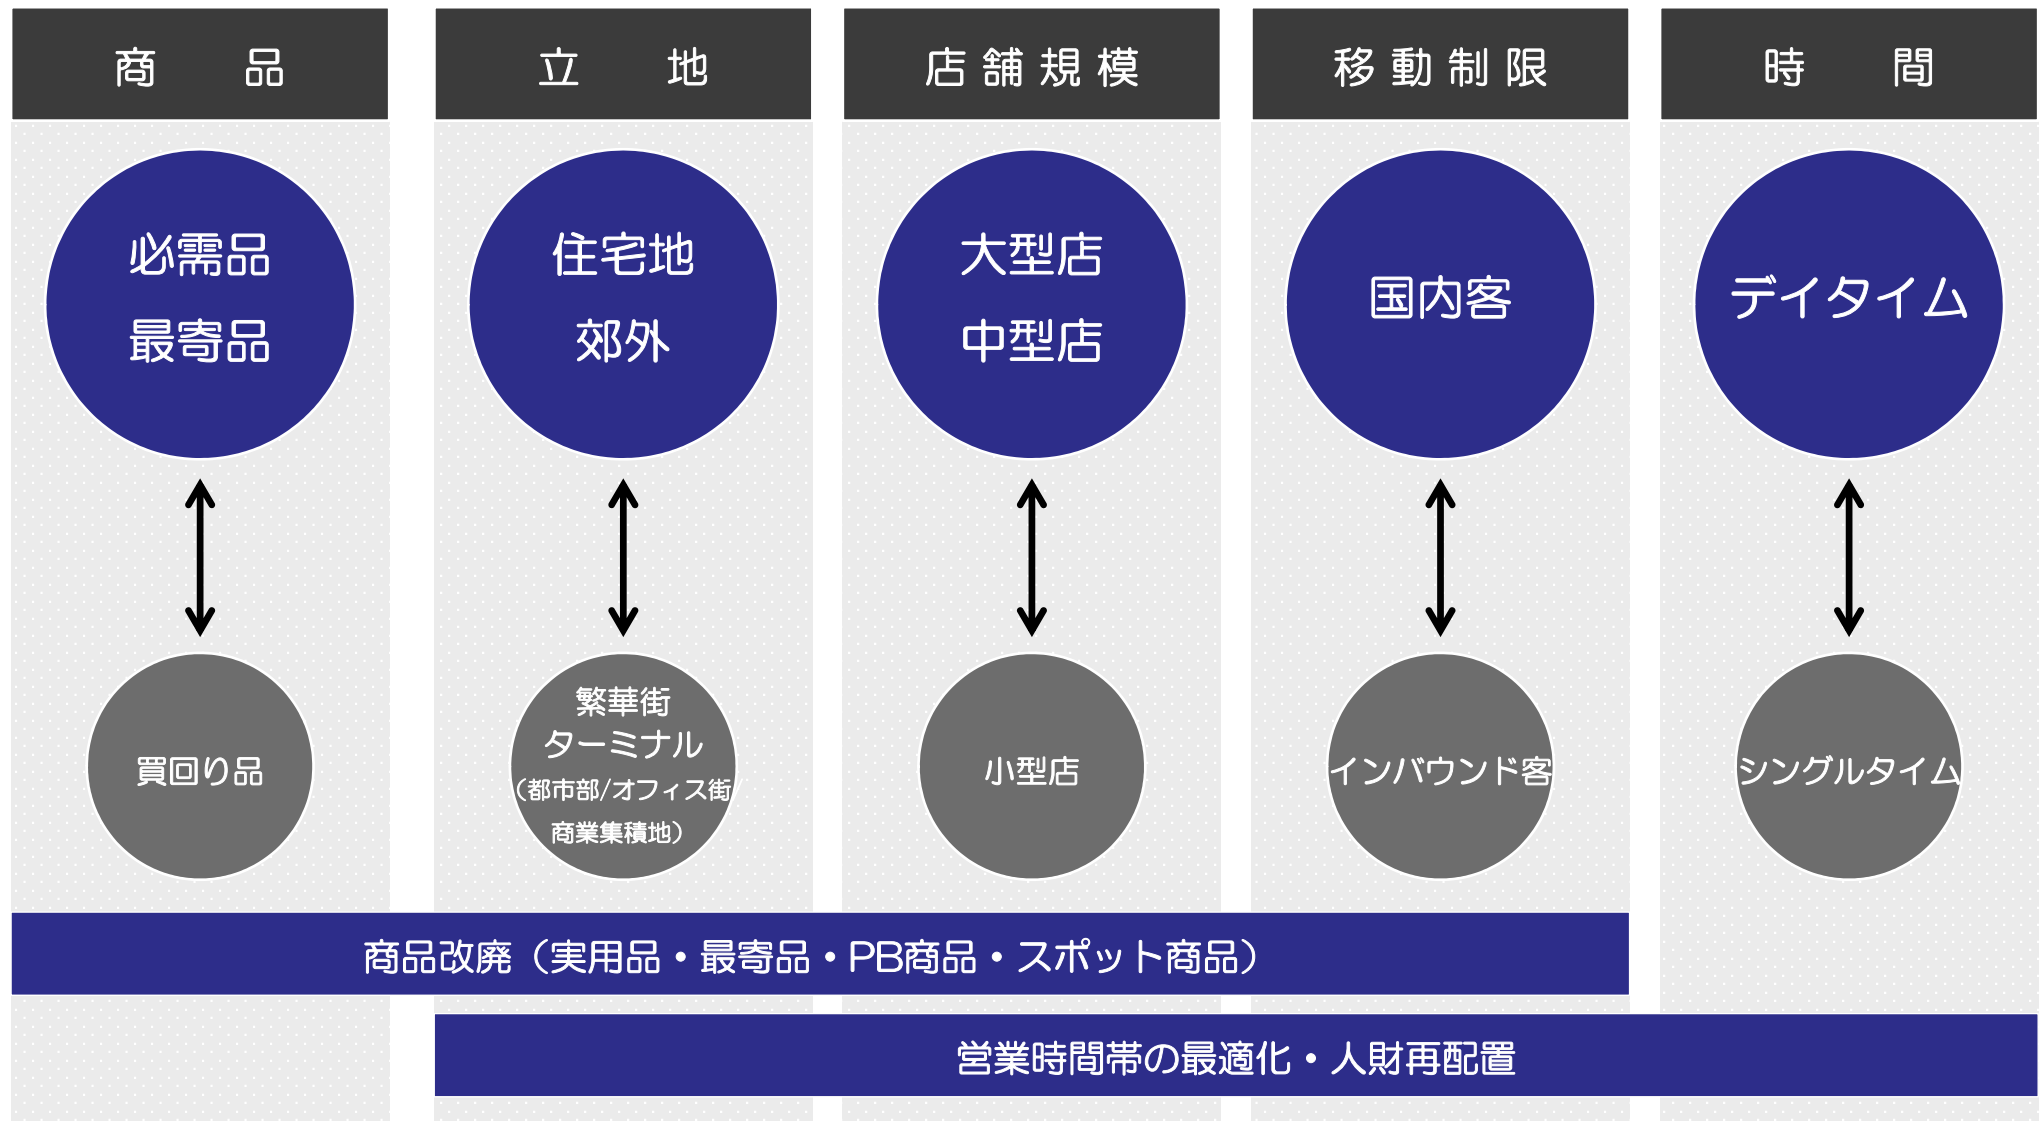 商品
必需品
最寄品
買回り品
立地
住宅地
郊外
繁華街
ターミナル
（都市部/オフィス街
商業集積地）
店舗規模
大型店
中型店
小型店
移動制限
国内客
インバウンド客
時間
デイタイム
シングルタイム
商品改廃（実用品・最寄品・PB商品・スポット商品）
営業時間帯の最適化・人財再配置